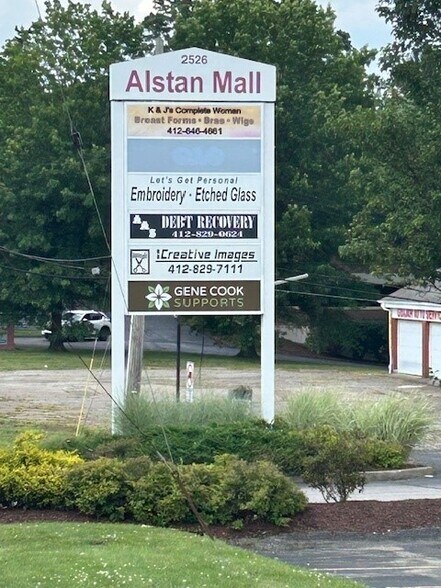 2526
Alstan Mall
K & J's Complete Woman
Breast Forms • Bras • Wigs
412-646-4661
Let's Get Personal
Embroidery · Etched Glass
DEBT RECOVERY
412-829-0624
Creative Images
412-829-7111
GENE COOK
SUPPORTS